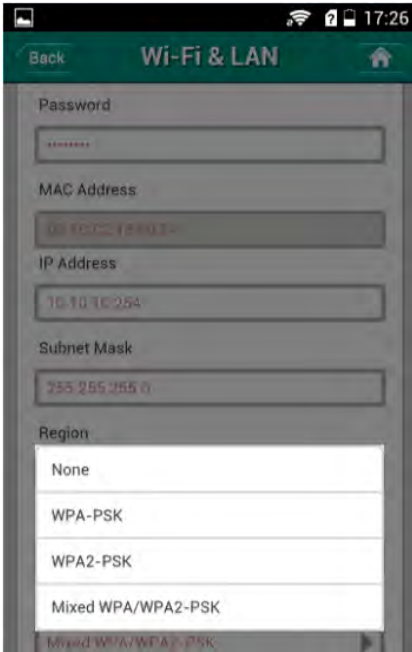 17:26
Back
Wi-Fi & LAN
Password
••••••••
MAC Address
IP Address
10.10.10.254
Subnet Mask
255.255.255.0
Region
None
WPA-PSK
WPA2-PSK
Mixed WPA/WPA2-PSK
Mixed WPA/WPA2-PSK